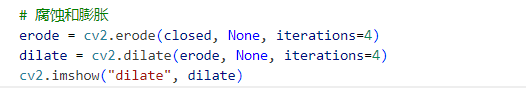 # 腐蚀和膨胀
erode = cv2.erode(closed, None, iterations=4)
dilate = cv2.dilate(erode, None, iterations=4)
cv2.imshow("dilate", dilate)